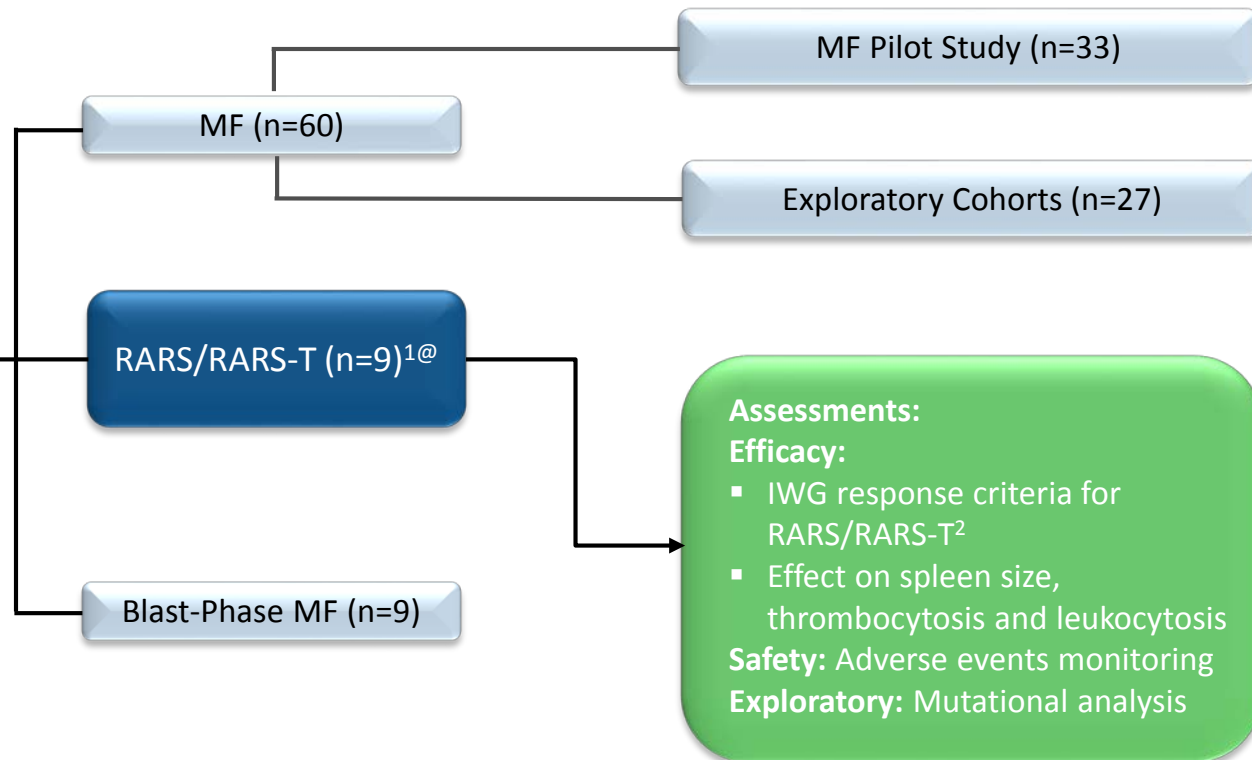 MF Pilot Study (n=33)
MF (n=60)
Exploratory Cohorts (n=27)
RARS/RARS-T (n=9)1@
Assessments:
Efficacy:
▪ IWG response criteria for
RARS/RARS-T2
▪ Effect on spleen size,
thrombocytosis and leukocytosis
Safety: Adverse events monitoring
Exploratory: Mutational analysis
Blast-Phase MF (n=9)